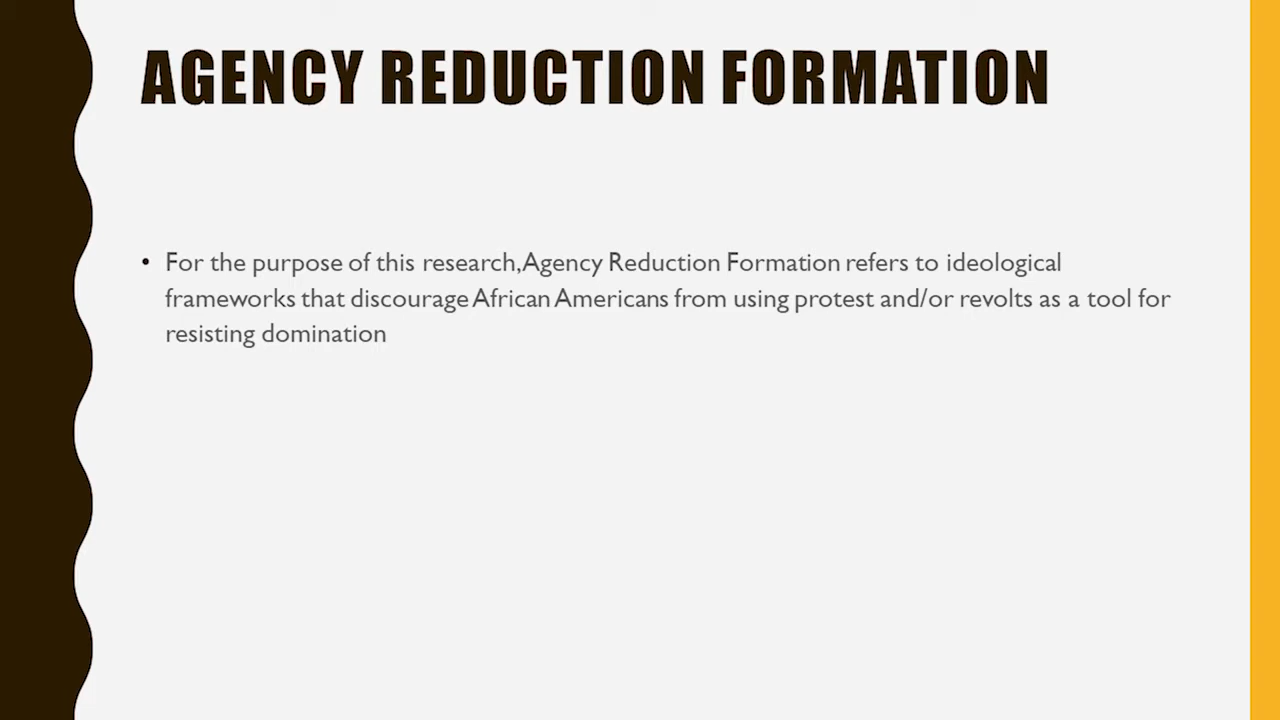 AGENCY REDUCTION FORMATION
• For the purpose of this research, Agency Reduction Formation refers to ideological
frameworks that discourage African Americans from using protest and/or revolts as a tool for
resisting domination